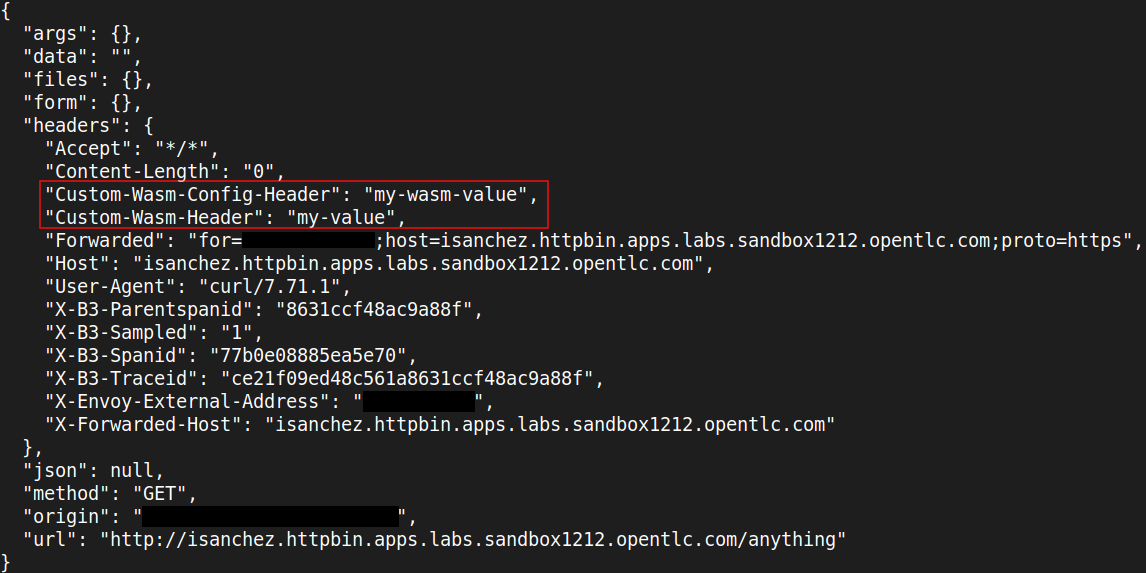 {
  "args": {},
  "data": "",
  "files": {},
  "form": {},
  "headers": {
    "Accept": "*/*",
    "Content-Length": "0",
    "Custom-Wasm-Config-Header": "my-wasm-value",
    "Custom-Wasm-Header": "my-value",
    "Forwarded": "for=;host=isanchez.httpbin.apps.labs.sandbox1212.opentlc.com;proto=https",
    "Host": "isanchez.httpbin.apps.labs.sandbox1212.opentlc.com",
    "User-Agent": "curl/7.71.1",
    "X-B3-Parentspanid": "8631ccf48ac9a88f",
    "X-B3-Sampled": "1",
    "X-B3-Spanid": "77b0e08885ea5e70",
    "X-B3-Traceid": "ce21f09ed48c561a8631ccf48ac9a88f",
    "X-Envoy-External-Address": "",
    "X-Forwarded-Host": "isanchez.httpbin.apps.labs.sandbox1212.opentlc.com"
  },
  "json": null,
  "method": "GET",
  "origin": "",
  "url": "http://isanchez.httpbin.apps.labs.sandbox1212.opentlc.com/anything"
}